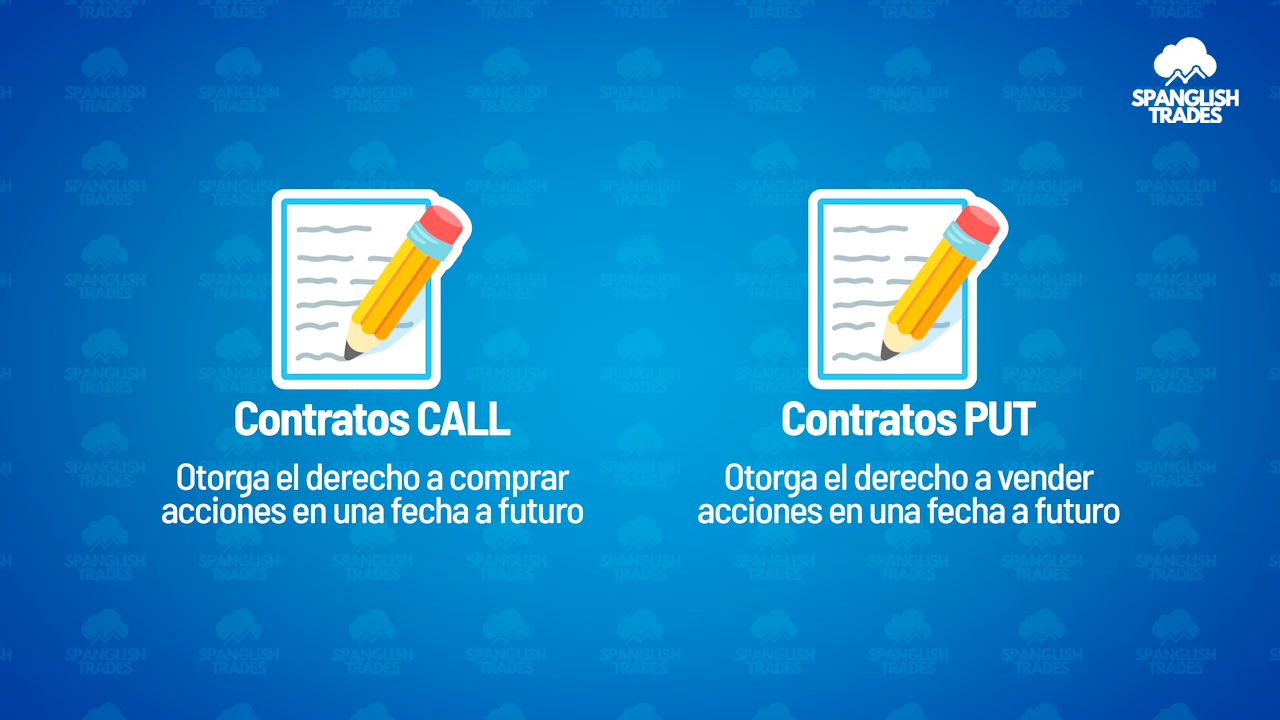 SPANGLISH
TRADES
Contratos CALL
Otorga el derecho a comprar
acciones en una fecha a futuro
Contratos PUT
Otorga el derecho a vender
acciones en una fecha a futuro